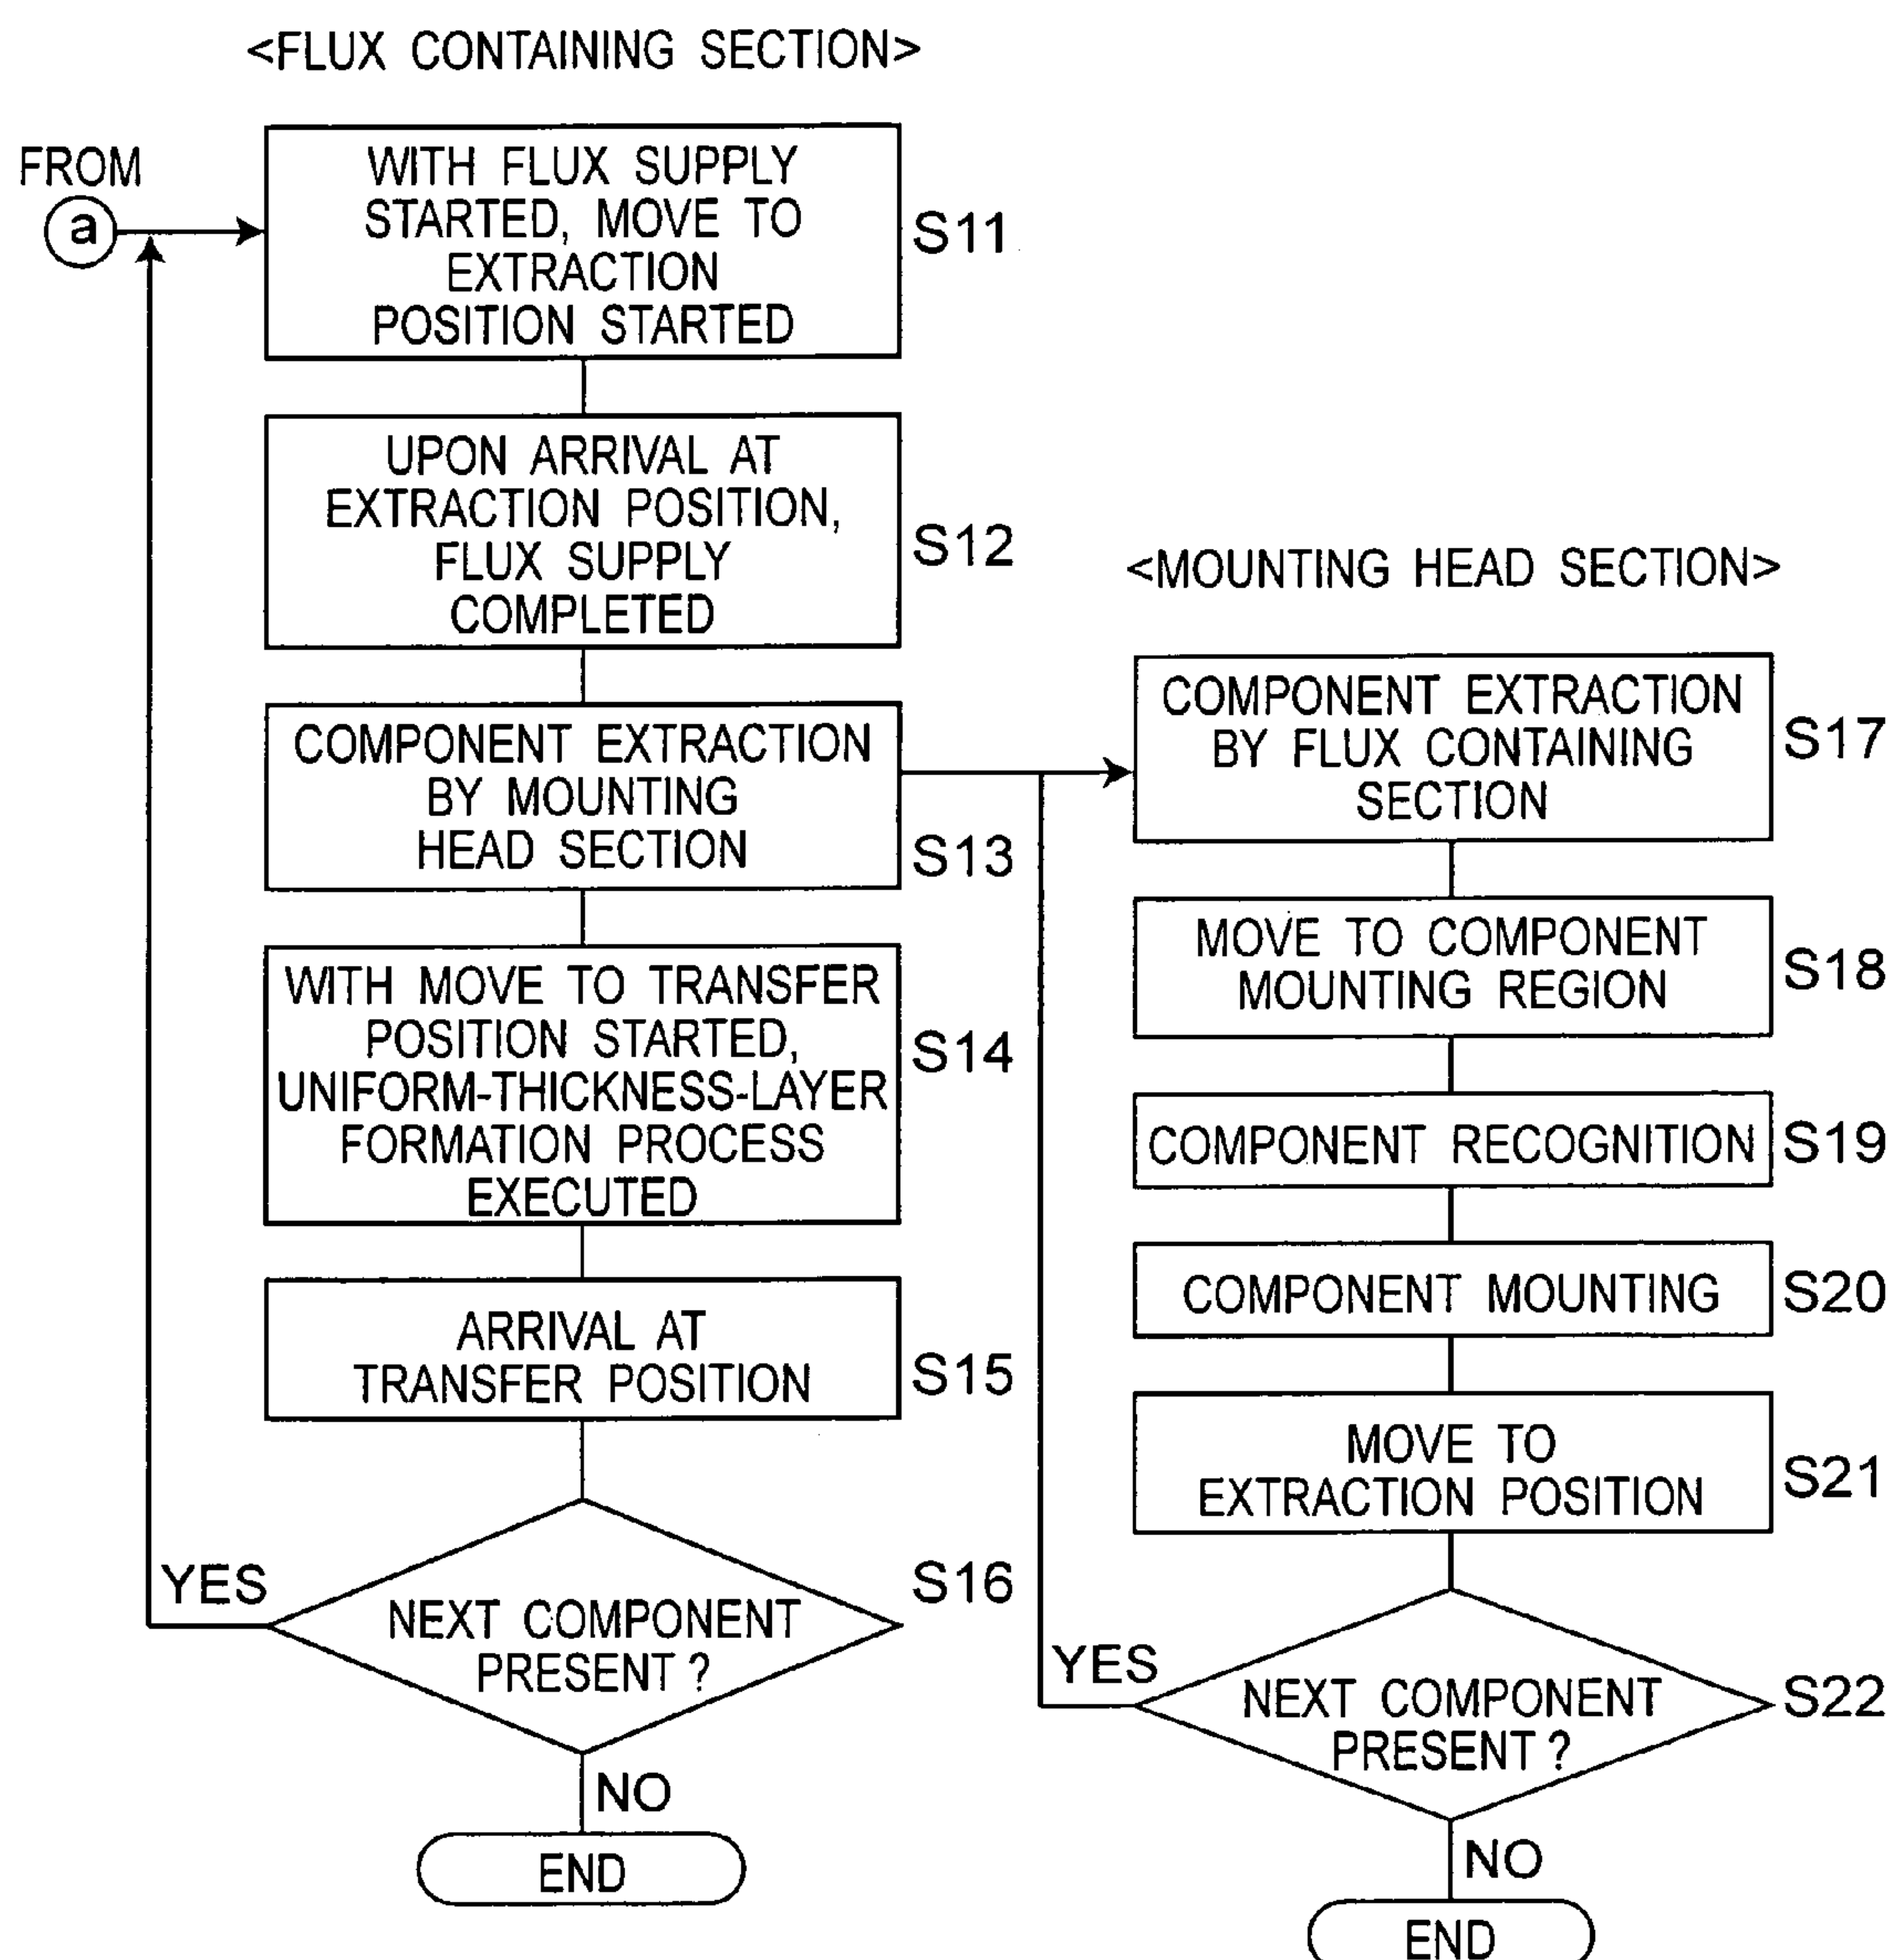 <FLUX CONTAINING SECTION>
FROM
a
WITH FLUX SUPPLY
STARTED, MOVE TO
EXTRACTION
POSITION STARTED
S11
UPON ARRIVAL AT
EXTRACTION POSITION,
FLUX SUPPLY
COMPLETED
S12
COMPONENT EXTRACTION
BY MOUNTING
HEAD SECTION
S13
WITH MOVE TO TRANSFER
POSITION STARTED,
UNIFORM-THICKNESS-LAYER
FORMATION PROCESS
EXECUTED
S14
ARRIVAL AT
TRANSFER POSITION
S15
YES
NEXT COMPONENT
PRESENT ?
S16
NO
END
<MOUNTING HEAD SECTION>
COMPONENT EXTRACTION
BY FLUX CONTAINING
SECTION
S17
MOVE TO COMPONENT
MOUNTING REGION
S18
COMPONENT RECOGNITION
S19
COMPONENT MOUNTING
S20
MOVE TO
EXTRACTION POSITION
S21
YES
NEXT COMPONENT
PRESENT ?
S22
NO
END